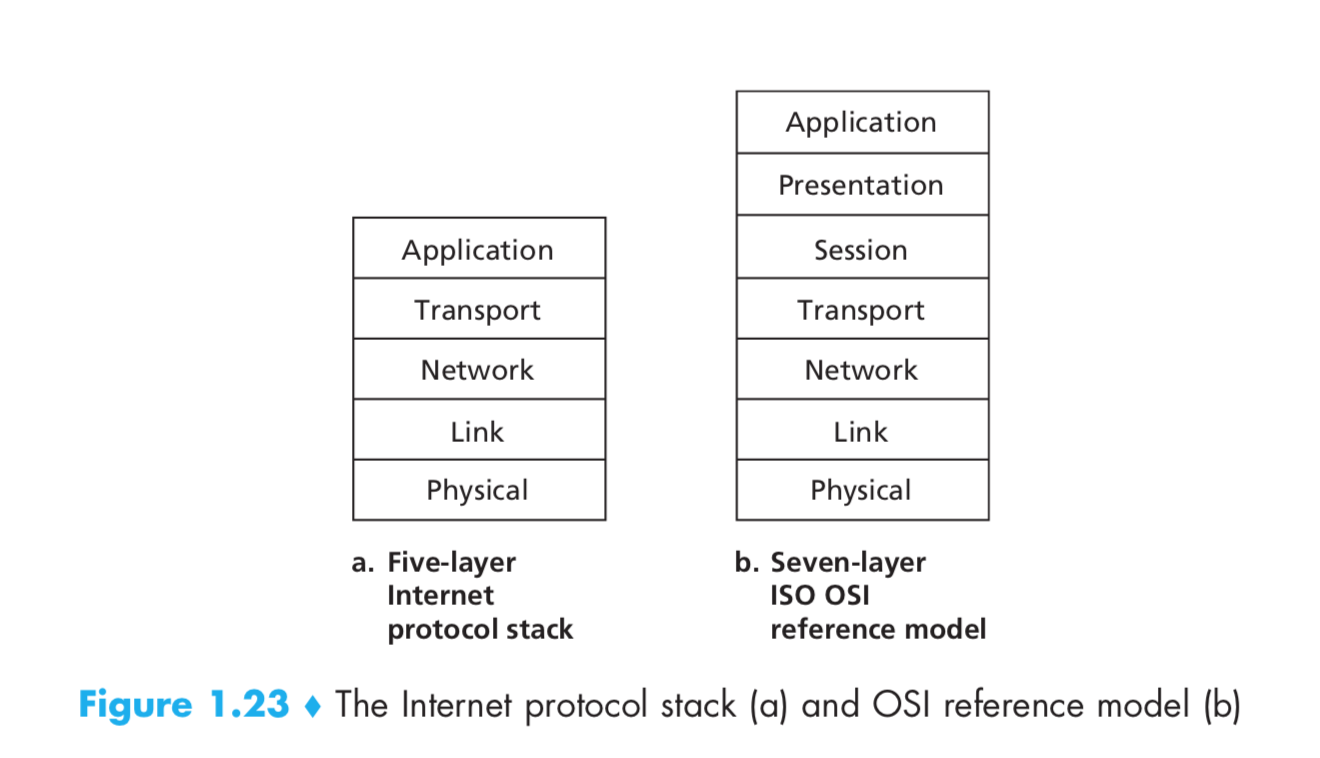 Application
Transport
Network
Link
Physical
a. Five-layer
Internet
protocol stack
Application
Presentation
Session
Transport
Network
Link
Physical
b. Seven-layer
ISO OSI
reference model
Figure 1.23 ♦ The Internet protocol stack (a) and OSI reference model (b)